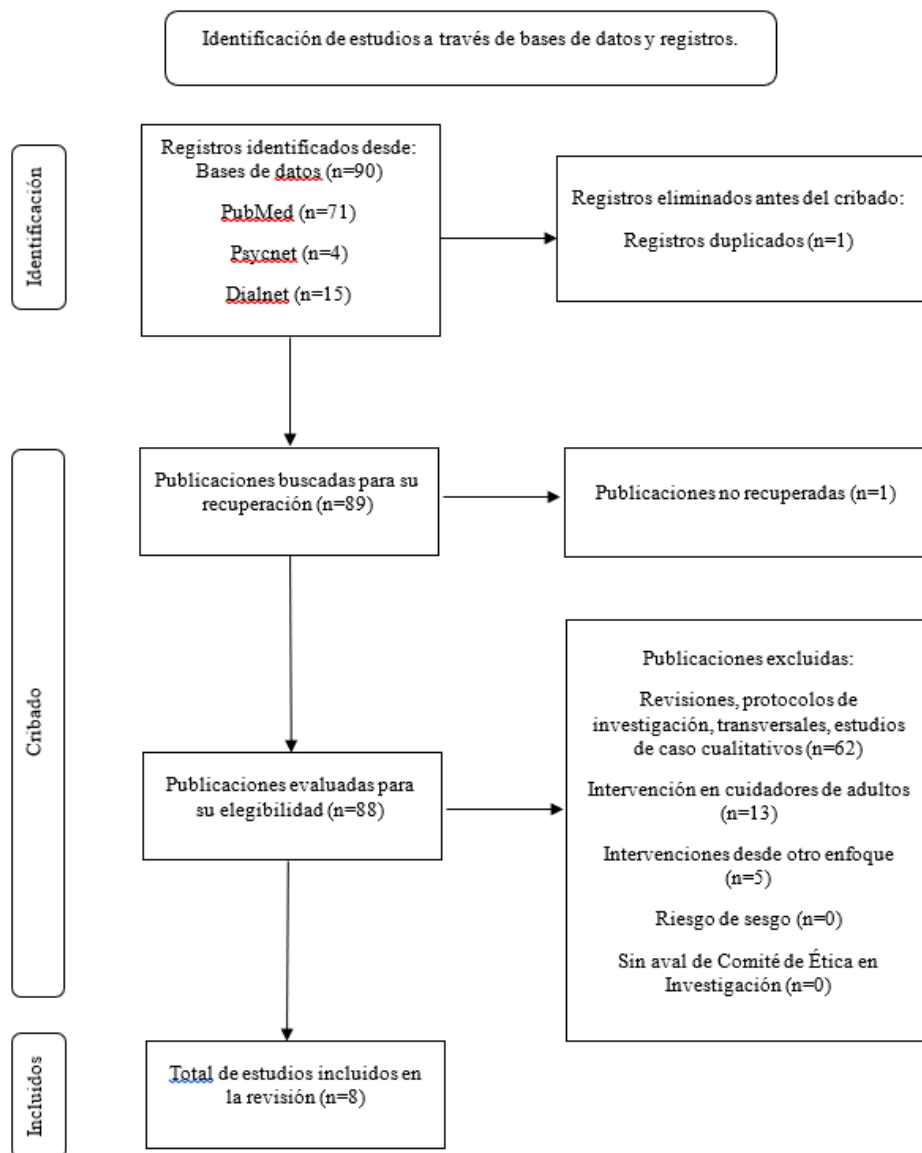 Identificación de estudios a través de bases de datos y registros.
Identificación
Registros identificados desde:
Bases de datos (n=90)
PubMed (n=71)
Psycnet (n=4)
Dialnet (n=15)
Registros eliminados antes del cribado:
Registros duplicados (n=1)
Cribado
Publicaciones buscadas para su
recuperación (n=89)
Publicaciones no recuperadas (n=1)
Publicaciones evaluadas para
su elegibilidad (n=88)
Publicaciones excluidas:
Revisiones, protocolos de
investigación, transversales, estudios
de caso cualitativos (n=62)
Intervención en cuidadores de adultos
(n=13)
Intervenciones desde otro enfoque
(n=5)
Riesgo de sesgo (n=0)
Sin aval de Comité de Ética en
Investigación (n=0)
Incluidos
Total de estudios incluidos en
la revisión (n=8)